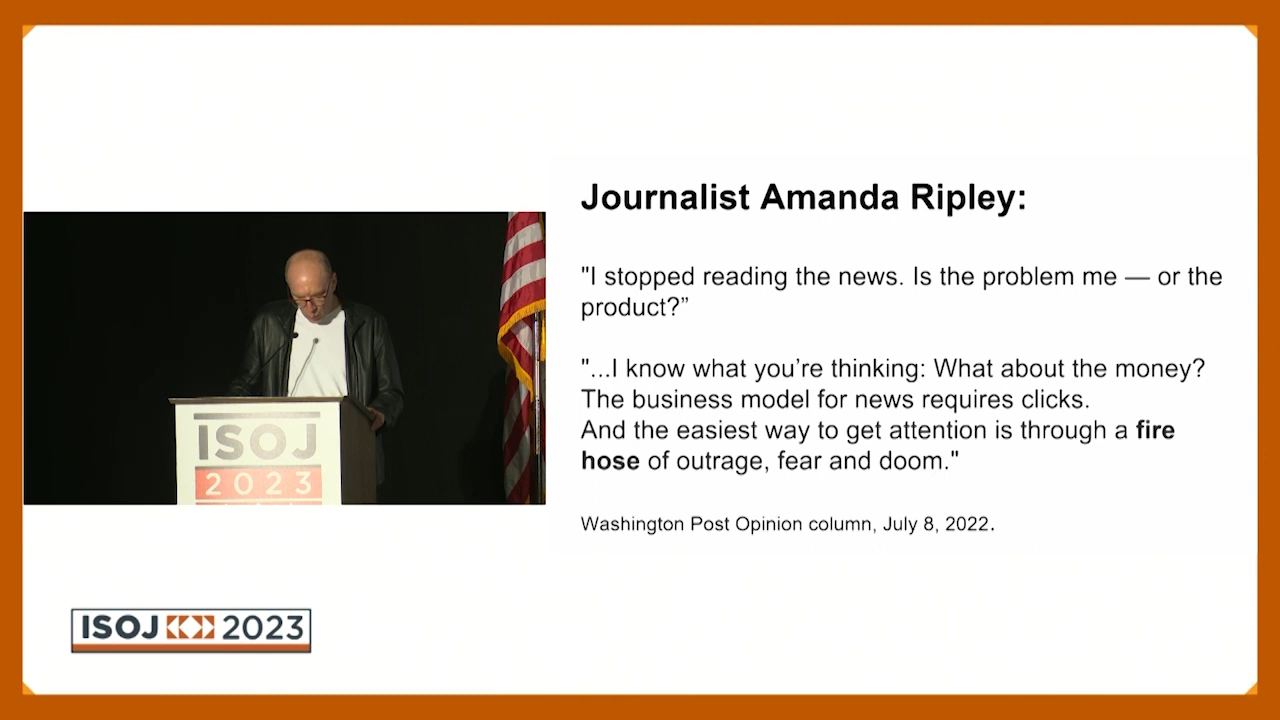 Journalist Amanda Ripley:
"I stopped reading the news. Is the problem me — or the
product?”
"...I know what you’re thinking: What about the money?
The business model for news requires clicks.
And the easiest way to get attention is through a fire
hose of outrage, fear and doom."
Washington Post Opinion column, July 8, 2022.
ISOJ
2023
ISOJ 2023